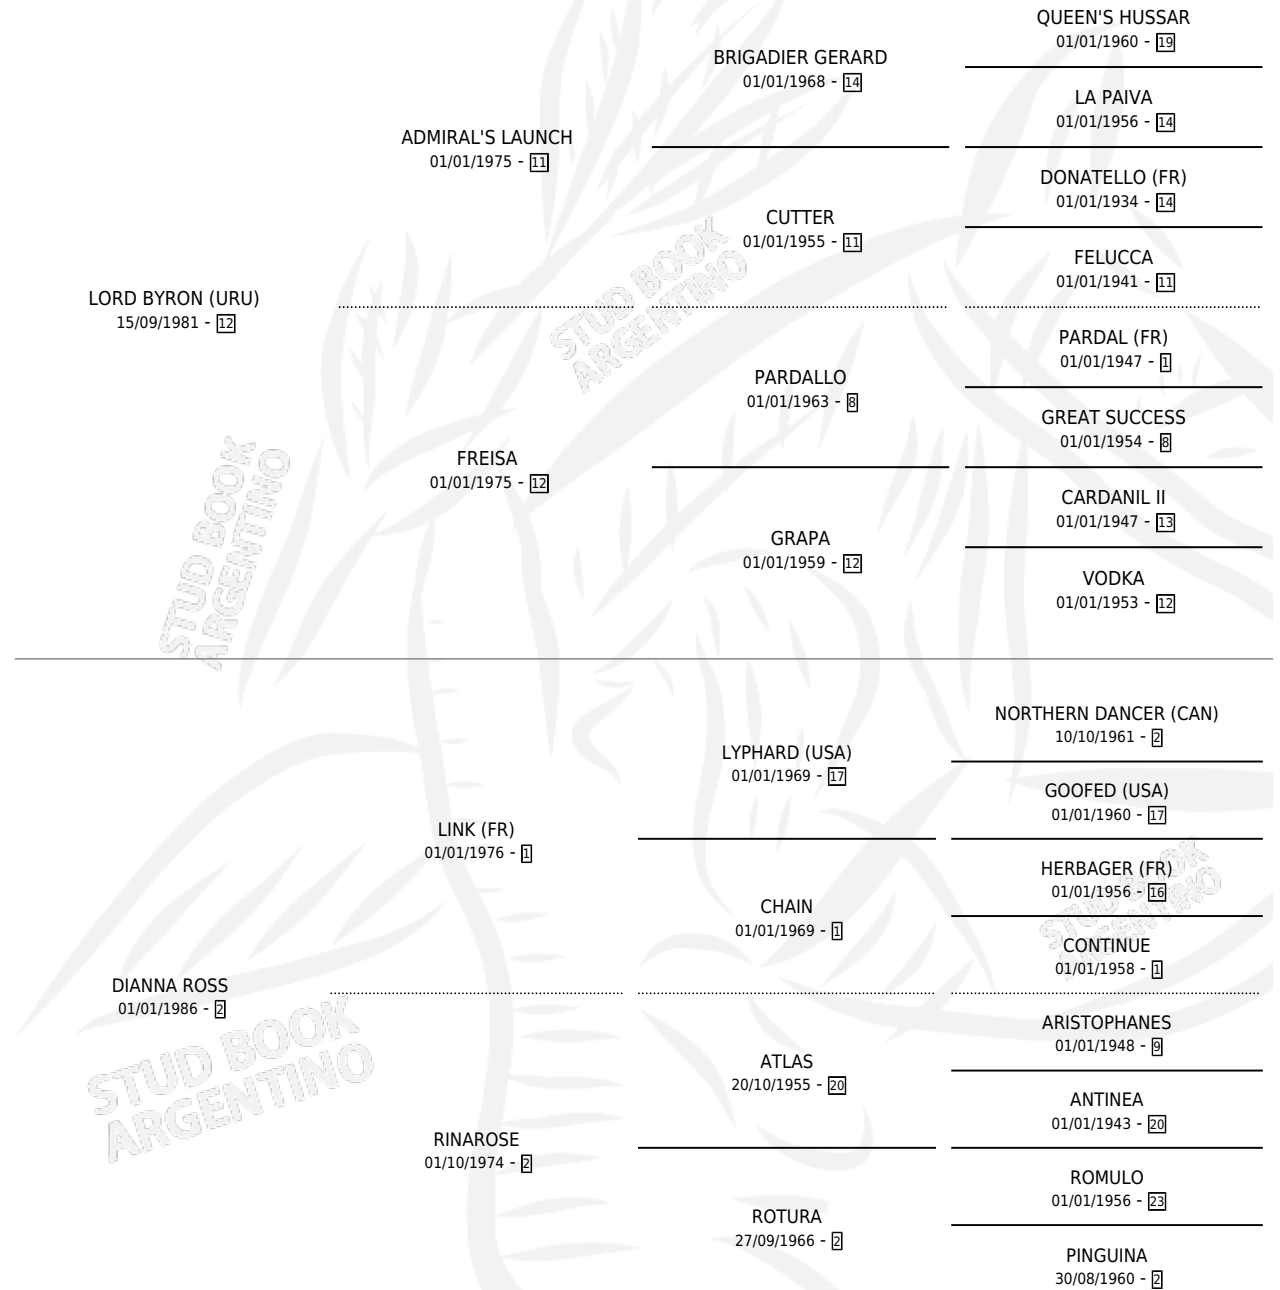 QUEEN'S HUSSAR
01/01/1960 - 19
BRIGADIER GERARD
01/01/1968 - 14
LA PAIVA
01/01/1956 - 14
ADMIRAL'S LAUNCH
01/01/1975 - 11
DONATELLO (FR)
01/01/1934 - 14
CUTTER
01/01/1955 - 11
FELUCCA
01/01/1941 - 11
LORD BYRON (URU)
15/09/1981 - 12
STUD BOOK
ARGENTINO
PARDAL (FR)
01/01/1947 - 1
PARDALLO
01/01/1963 - 8
GREAT SUCCESS
01/01/1954 - 8
FREISA
01/01/1975 - 12
CARDANIL II
01/01/1947 - 13
GRAPA
01/01/1959 - 12
VODKA
01/01/1953 - 12
STUD BOOK
ARGENTINO
NORTHERN DANCER (CAN)
10/10/1961 - 2
LYPHARD (USA)
01/01/1969 - 17
GOOFED (USA)
01/01/1960 - 17
LINK (FR)
01/01/1976 - 1
HERBAGER (FR)
01/01/1956 - 16
CHAIN
01/01/1969 - 1
CONTINUE
01/01/1958 - 1
STUD BOOK
ARGENTINO
DIANNA ROSS
01/01/1986 - 2
ARISTOPHANES
01/01/1948 - 9
ATLAS
20/10/1955 - 20
ANTINEA
01/01/1943 - 20
STUD BOOK
ARGENTINO
RINAROSE
01/10/1974 - 2
ROMULO
01/01/1956 - 23
ROTURA
27/09/1966 - 2
PINGUINA
30/08/1960 - 2